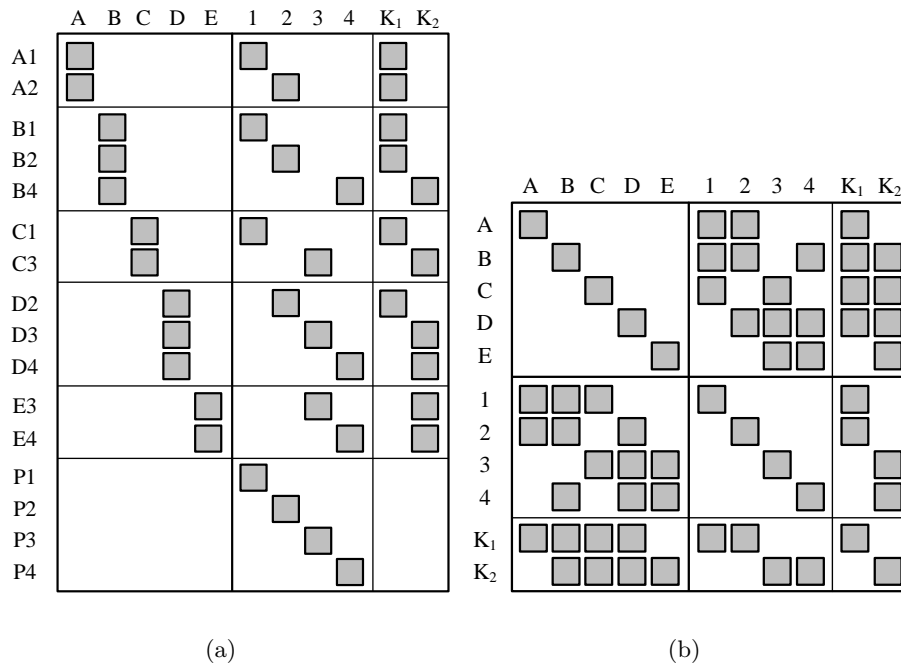 A B C D E 1 2 3 4 K₁ K₂
A1
A2
B1
B2
B4
C1
C3
D2
D3
D4
E3
E4
P1
P2
P3
P4
(a)
A B C D E 1 2 3 4 K₁ K₂
A
B
C
D
E
1
2
3
4
K₁
K₂
(b)